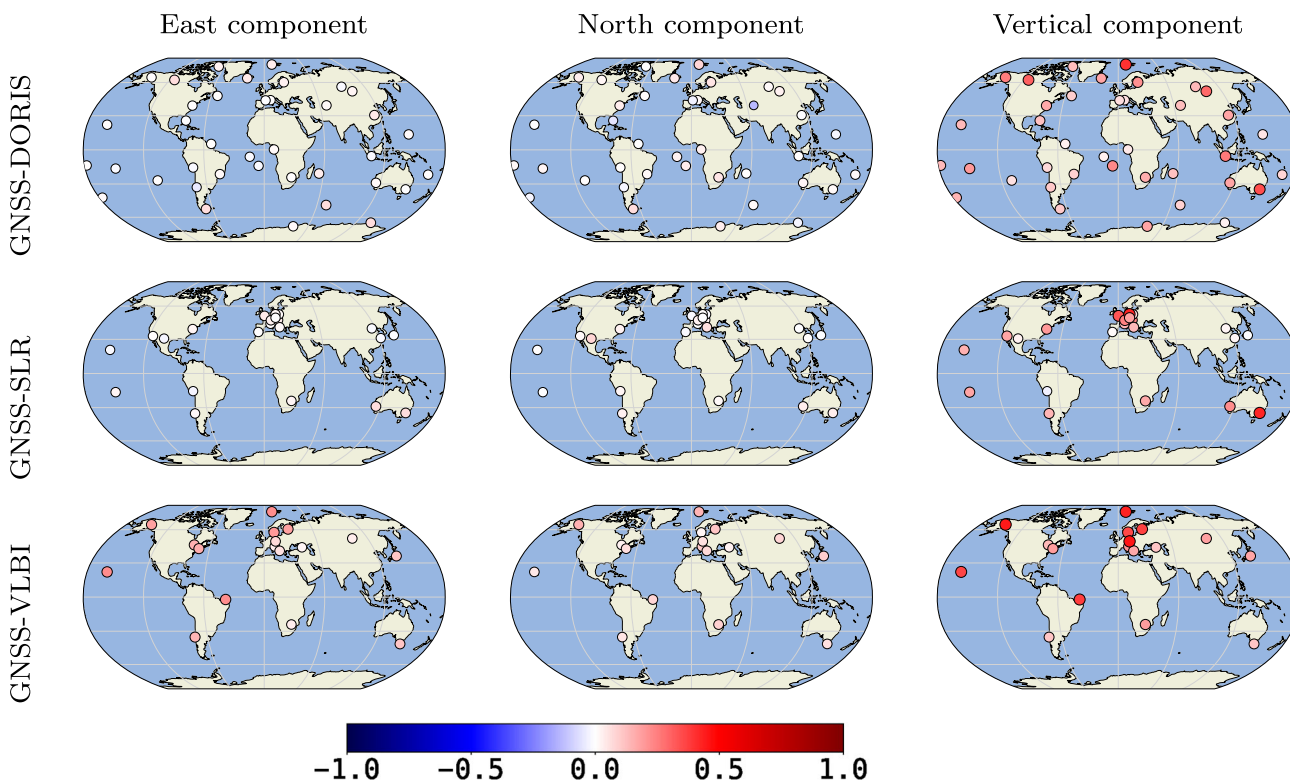 East component
North component
Vertical component
GNSS-DORIS
GNSS-SLR
GNSS-VLBI
−1.0 −0.5 0.0 0.5 1.0